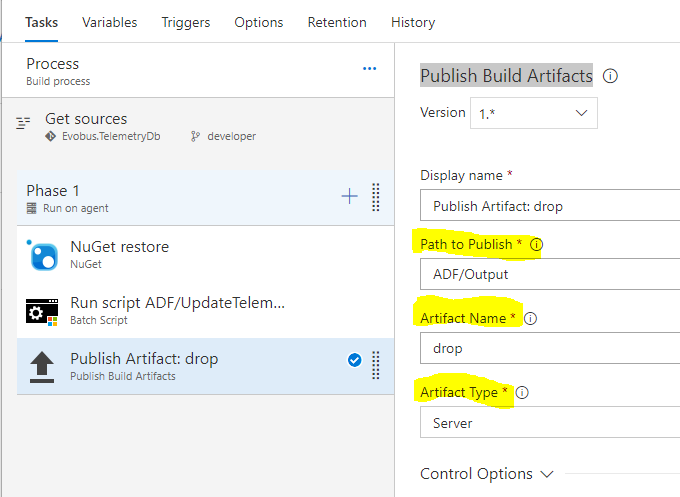 Tasks Variables Triggers Options Retention History
Process
Build process
...
Get sources
Evobus.TelemetryDb developer
Phase 1
Run on agent
NuGet restore
NuGet
Run script ADF/UpdateTelem...
Batch Script
Publish Artifact: drop
Publish Build Artifacts
Publish Build Artifacts
Version 1.*
Display name *
Publish Artifact: drop
Path to Publish *
ADF/Output
Artifact Name *
drop
Artifact Type *
Server
Control Options